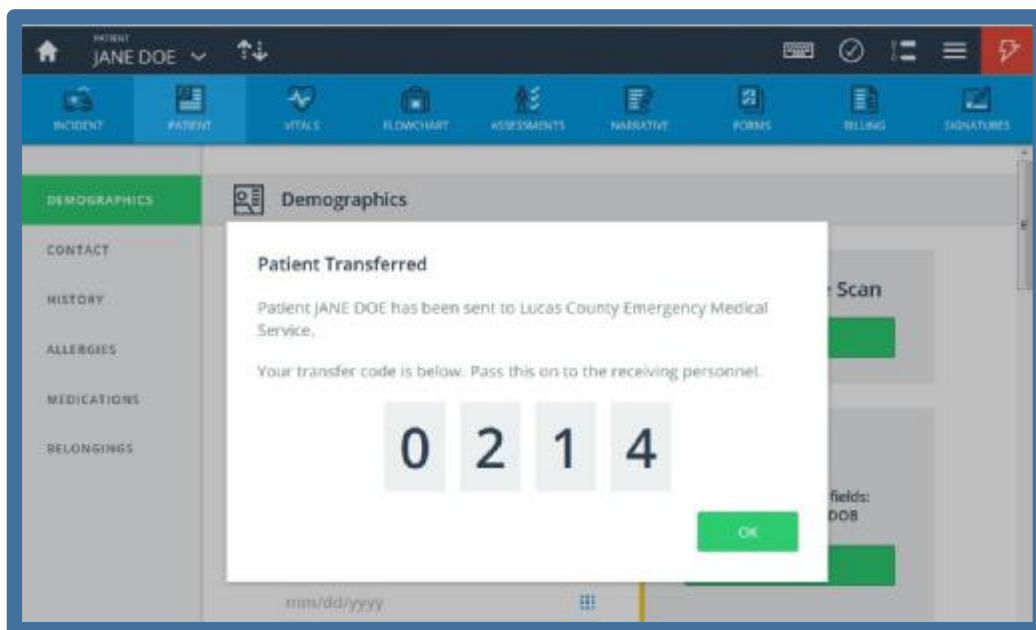 PATIENT
JANE DOE
INCIDENT
PATIENT
VITALS
FLOWCHART
ASSESSMENTS
NARRATIVE
FORMS
BILLING
SIGNATURES
DEMOGRAPHICS
CONTACT
HISTORY
ALLERGIES
MEDICATIONS
BELONGINGS
Demographics
Scan
Patient Transferred
Patient JANE DOE has been sent to Lucas County Emergency Medical
Service.
Your transfer code is below. Pass this on to the receiving personnel.
0 2 1 4
OK
fields:
DOB
mm/dd/yyyy